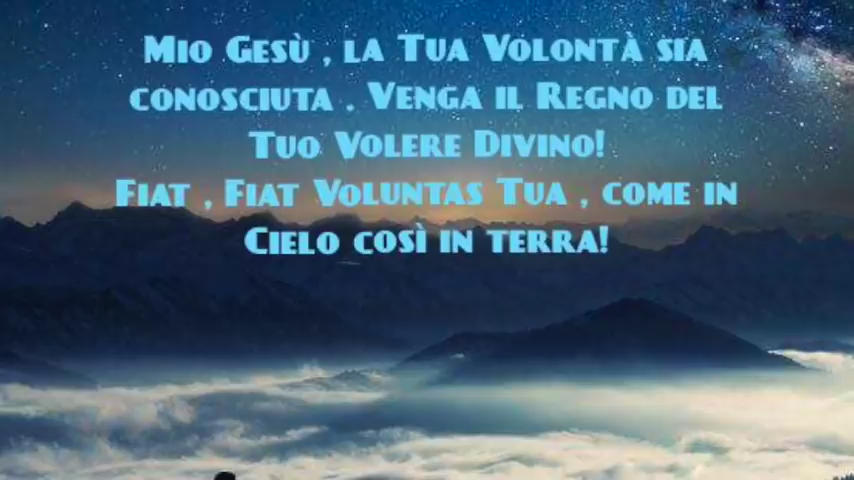 Mio Gesù , la Tua Volontà sia
conosciuta . Venga il Regno del
Tuo Volere Divino!
Fiat , Fiat Voluntas Tua , come in
Cielo così in terra!